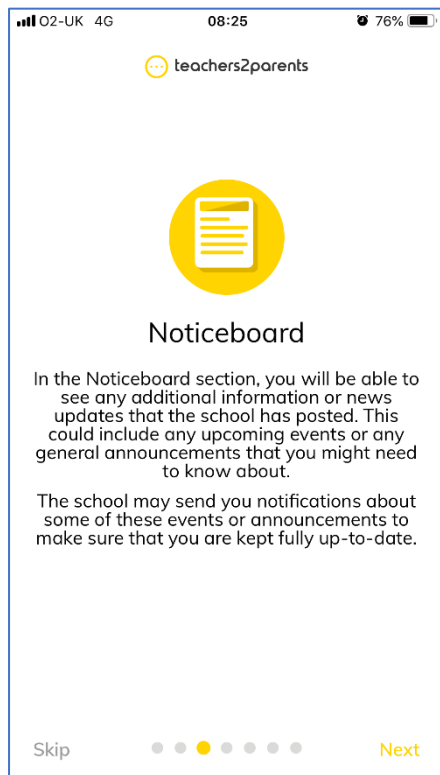 O2-UK 4G 08:25 76%
teachers2parents
Noticeboard
In the Noticeboard section, you will be able to
see any additional information or news
updates that the school has posted. This
could include any upcoming events or any
general announcements that you might need
to know about.
The school may send you notifications about
some of these events or announcements to
make sure that you are kept fully up-to-date.
Skip Next